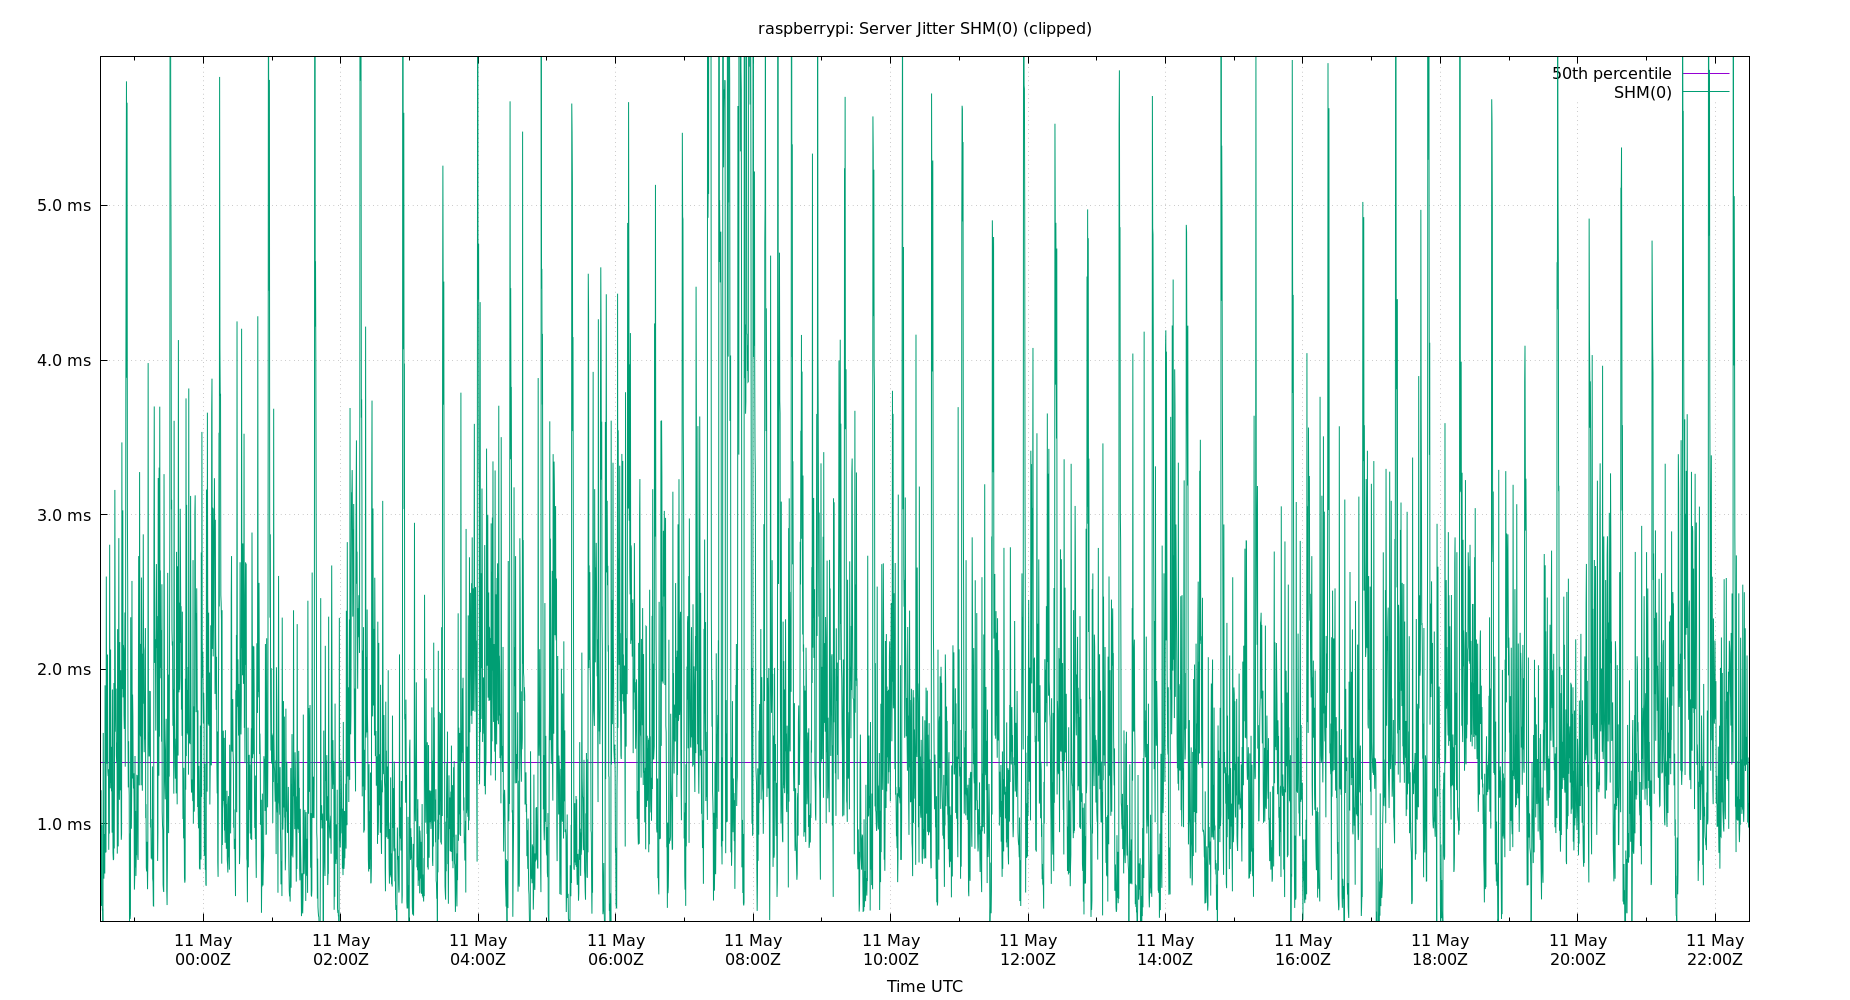 raspberrypi: Server Jitter SHM(0) (clipped)
50th percentile
SHM(0)
5.0 ms
4.0 ms
3.0 ms
2.0 ms
1.0 ms
11 May 11 May 11 May 11 May 11 May 11 May 11 May 11 May 11 May 11 May 11 May 11 May
00:00Z 02:00Z 04:00Z 06:00Z 08:00Z 10:00Z 12:00Z 14:00Z 16:00Z 18:00Z 20:00Z 22:00Z
Time UTC